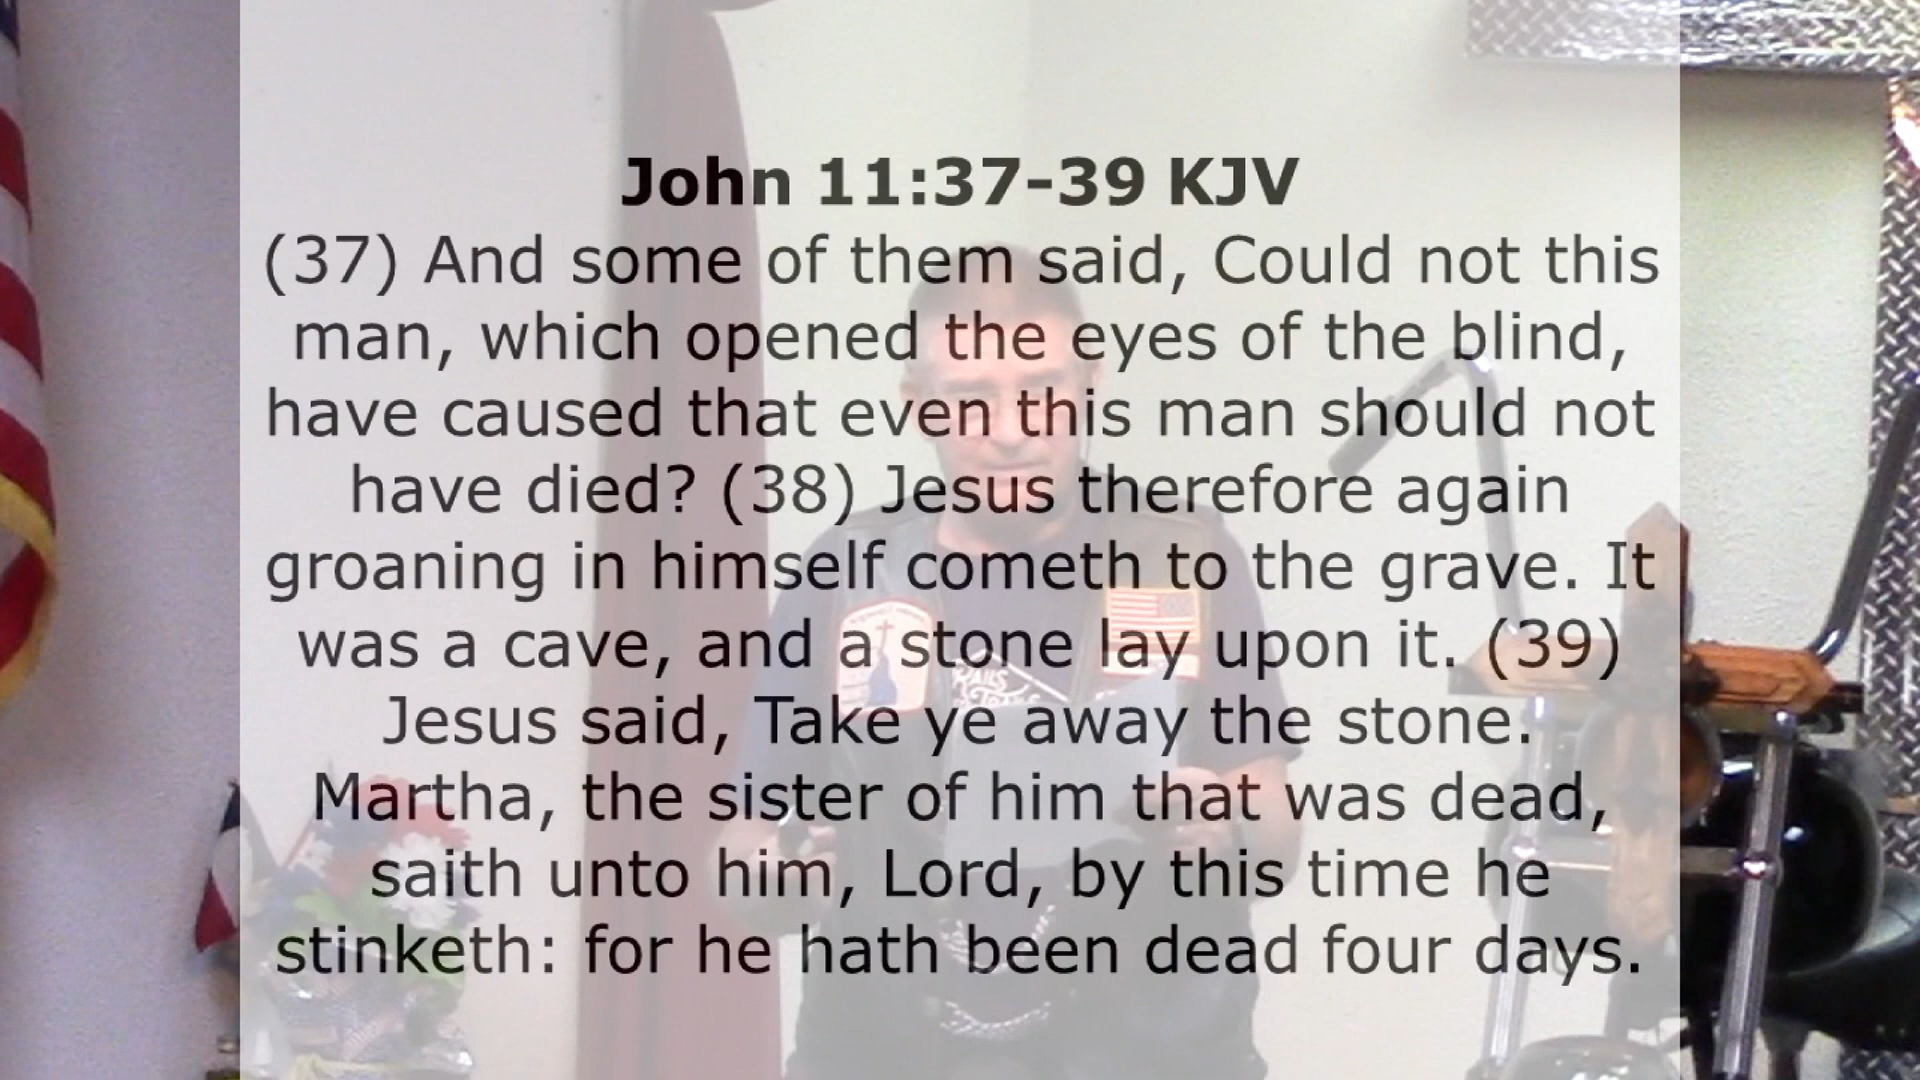 John 11:37-39 KJV
(37) And some of them said, Could not this
man, which opened the eyes of the blind,
have caused that even this man should not
have died? (38) Jesus therefore again
groaning in himself cometh to the grave. It
was a cave, and a stone lay upon it. (39)
Jesus said, Take ye away the stone.
Martha, the sister of him that was dead,
saith unto him, Lord, by this time he
stinketh: for he hath been dead four days.